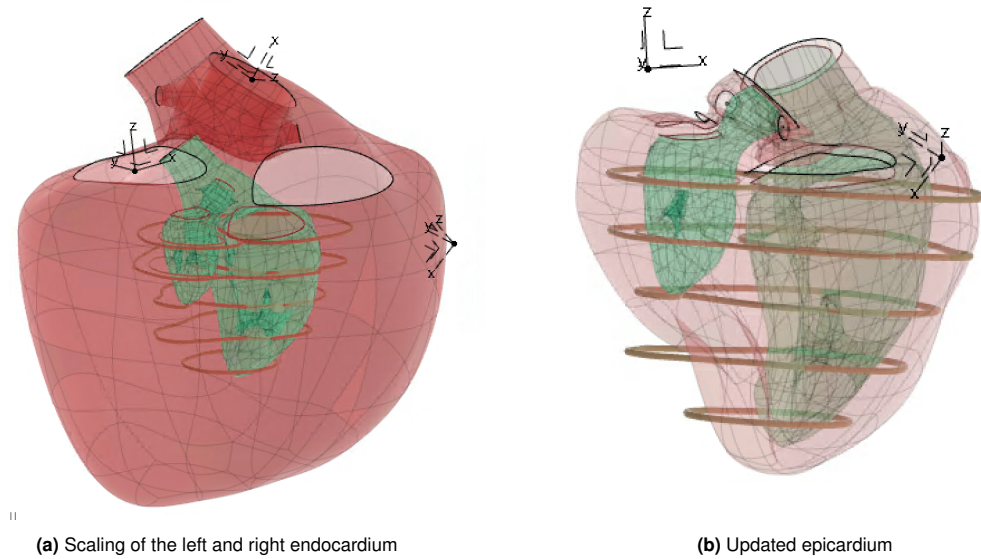 x
y
z
z
y
x
y
z
x
(a) Scaling of the left and right endocardium
z
y
x
y
z
x
(b) Updated epicardium